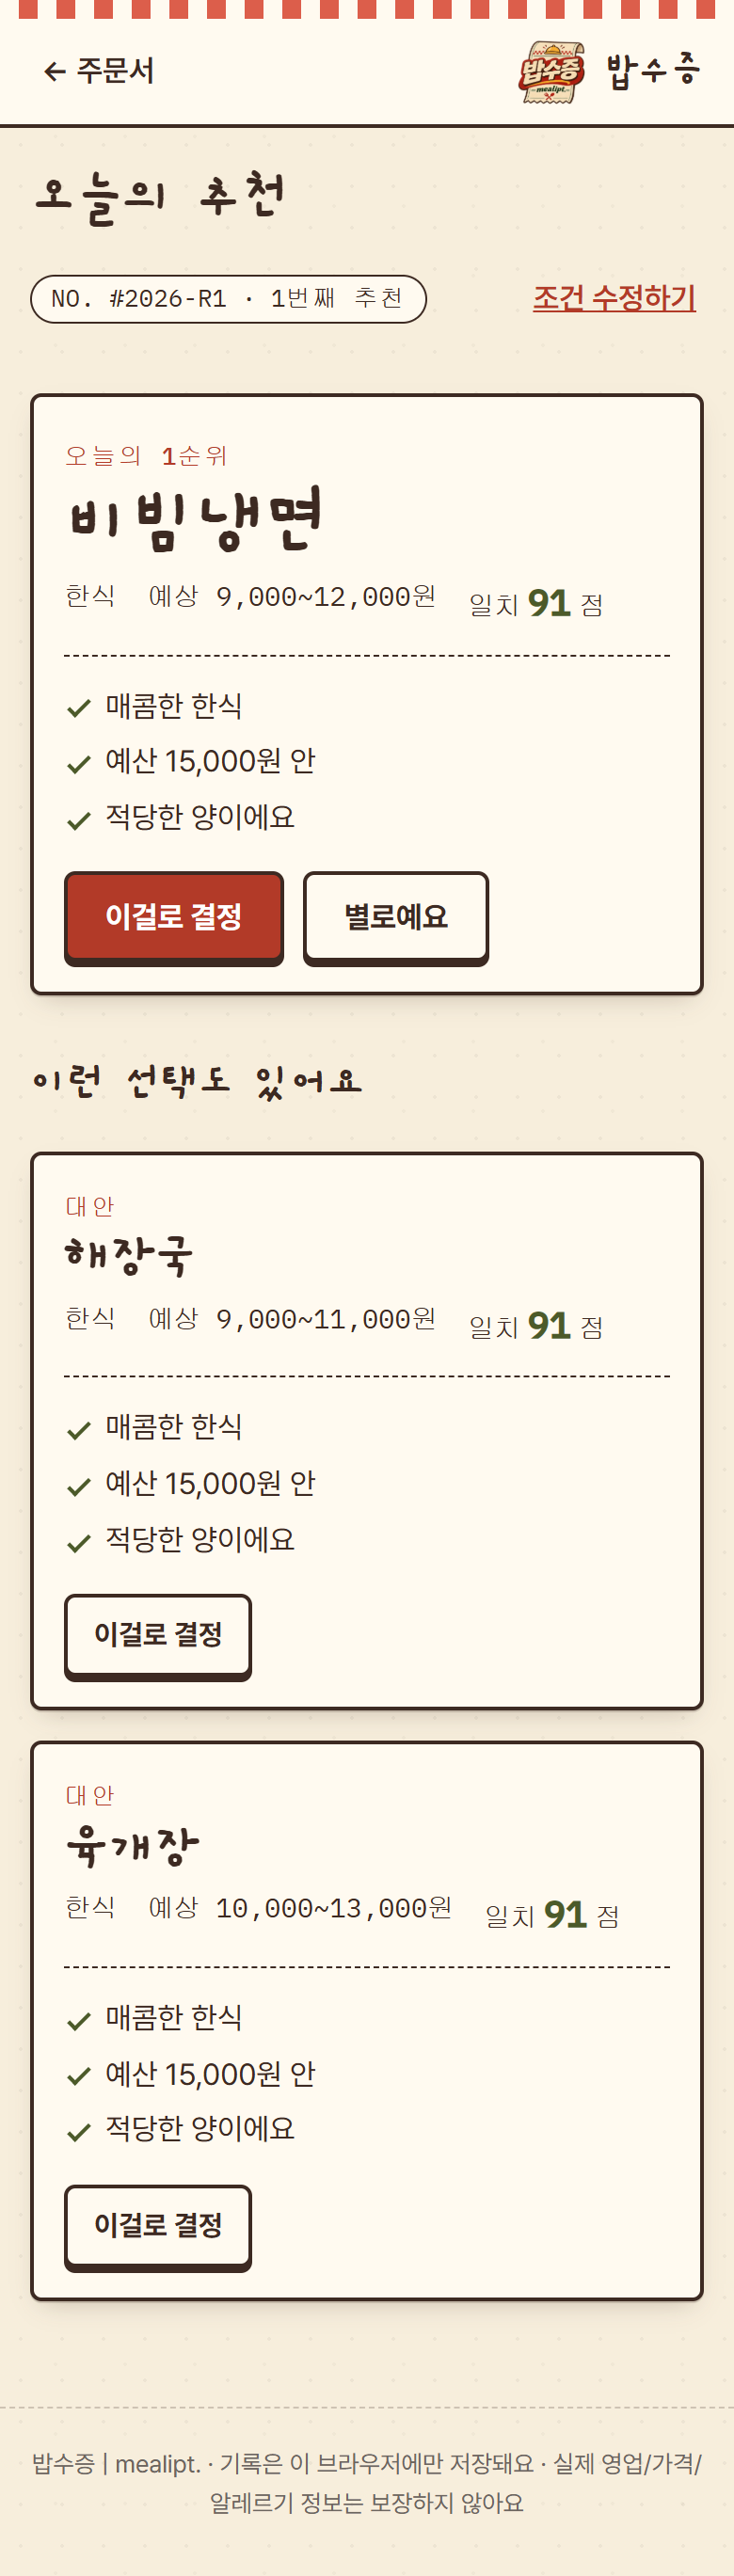 ← 주문서
밥수증
mealipt.
밥수증
오늘의 추천
NO. #2026-R1 · 1번째 추천
조건 수정하기
오늘의 1순위
비빔냉면
한식 예상 9,000~12,000원 일치 91 점
매콤한 한식
예산 15,000원 안
적당한 양이에요
이걸로 결정
별로예요
이런 선택도 있어요
대안
해장국
한식 예상 9,000~11,000원 일치 91 점
매콤한 한식
예산 15,000원 안
적당한 양이에요
이걸로 결정
대안
육개장
한식 예상 10,000~13,000원 일치 91 점
매콤한 한식
예산 15,000원 안
적당한 양이에요
이걸로 결정
밥수증 | mealipt. · 기록은 이 브라우저에만 저장돼요 · 실제 영업/가격/
알레르기 정보는 보장하지 않아요